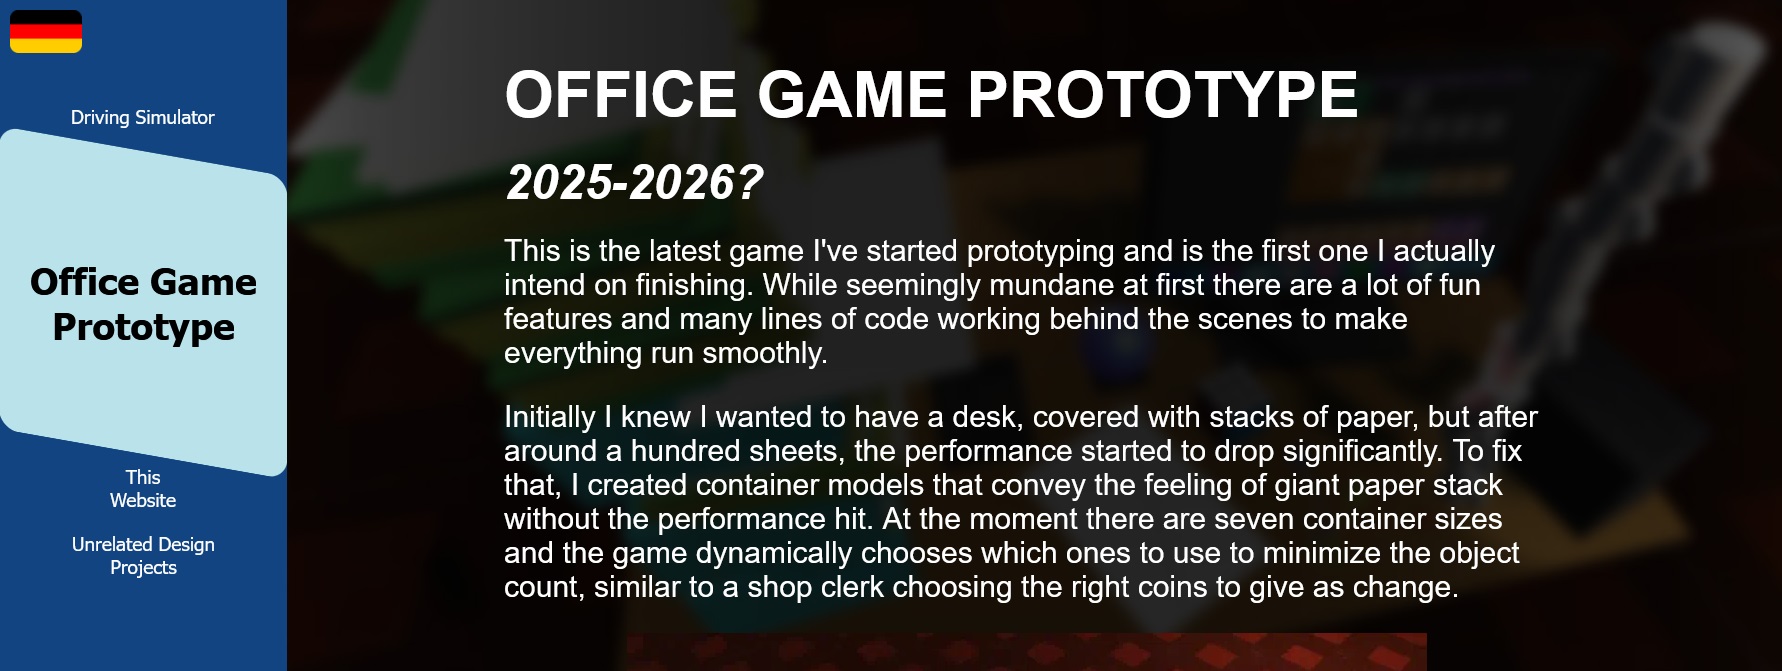 Driving Simulator
Office Game
Prototype
This
Website
Unrelated Design
Projects
OFFICE GAME PROTOTYPE
2025-2026?
This is the latest game I've started prototyping and is the first one I actually
intend on finishing. While seemingly mundane at first there are a lot of fun
features and many lines of code working behind the scenes to make
everything run smoothly.
Initially I knew I wanted to have a desk, covered with stacks of paper, but after
around a hundred sheets, the performance started to drop significantly. To fix
that, I created container models that convey the feeling of giant paper stack
without the performance hit. At the moment there are seven container sizes
and the game dynamically chooses which ones to use to minimize the object
count, similar to a shop clerk choosing the right coins to give as change.